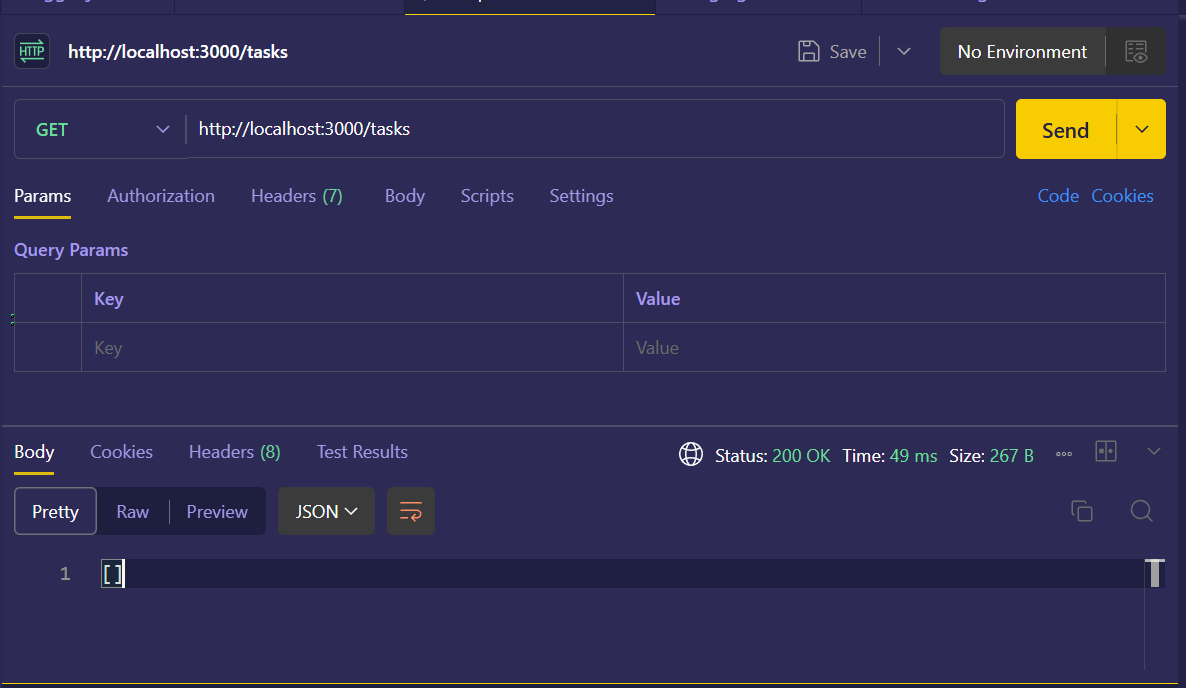 HTTP http://localhost:3000/tasks Save No Environment
GET http://localhost:3000/tasks Send
Params Authorization Headers (7) Body Scripts Settings Code Cookies
Query Params
Key Value
Key Value
Body Cookies Headers (8) Test Results Status: 200 OK Time: 49 ms Size: 267 B
Pretty Raw Preview JSON
1 []